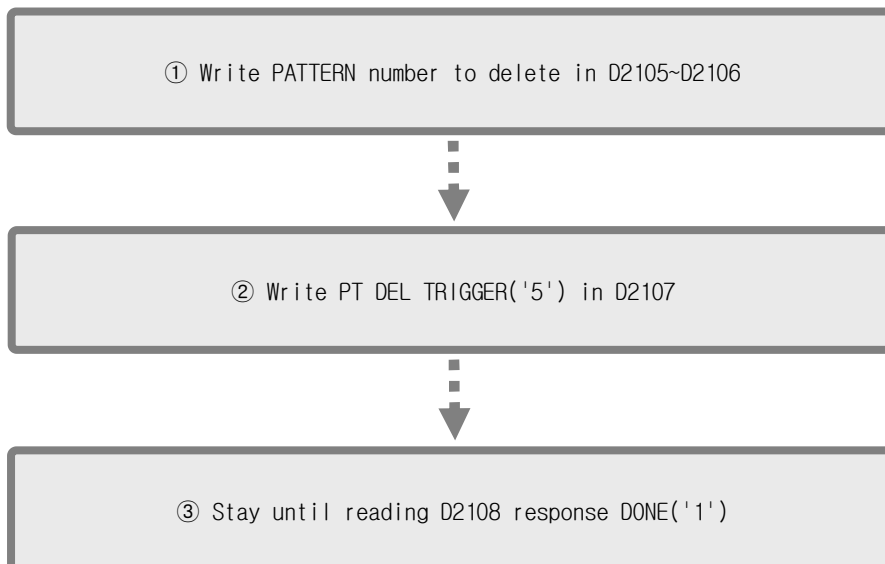 ① Write PATTERN number to delete in D2105~D2106
② Write PT DEL TRIGGER('5') in D2107
③ Stay until reading D2108 response DONE('1')